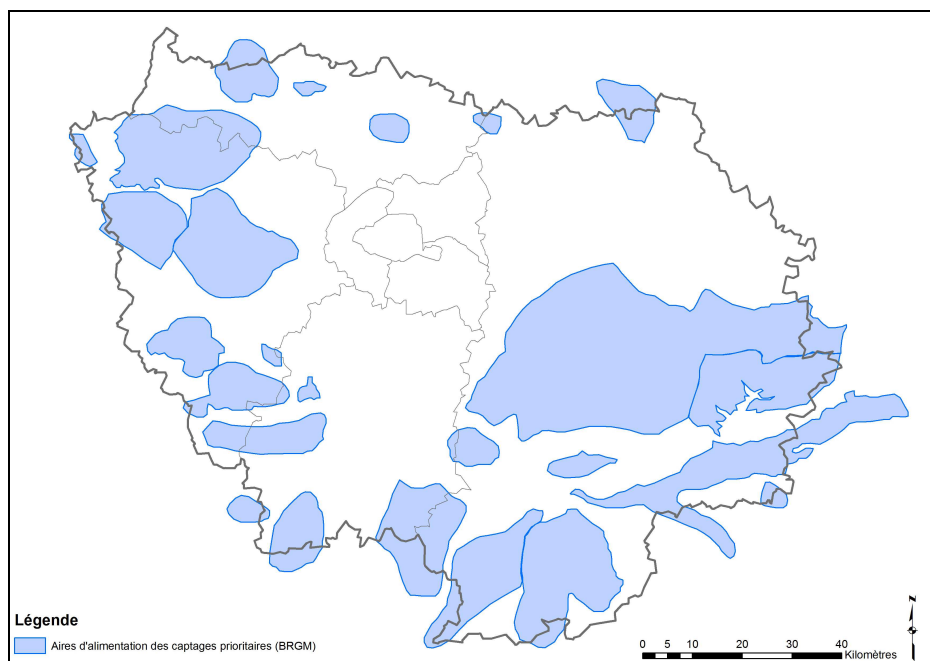 Légende
Aires d'alimentation des captages prioritaires (BRGM)
N
0 5 10 20 30 40
Kilomètres